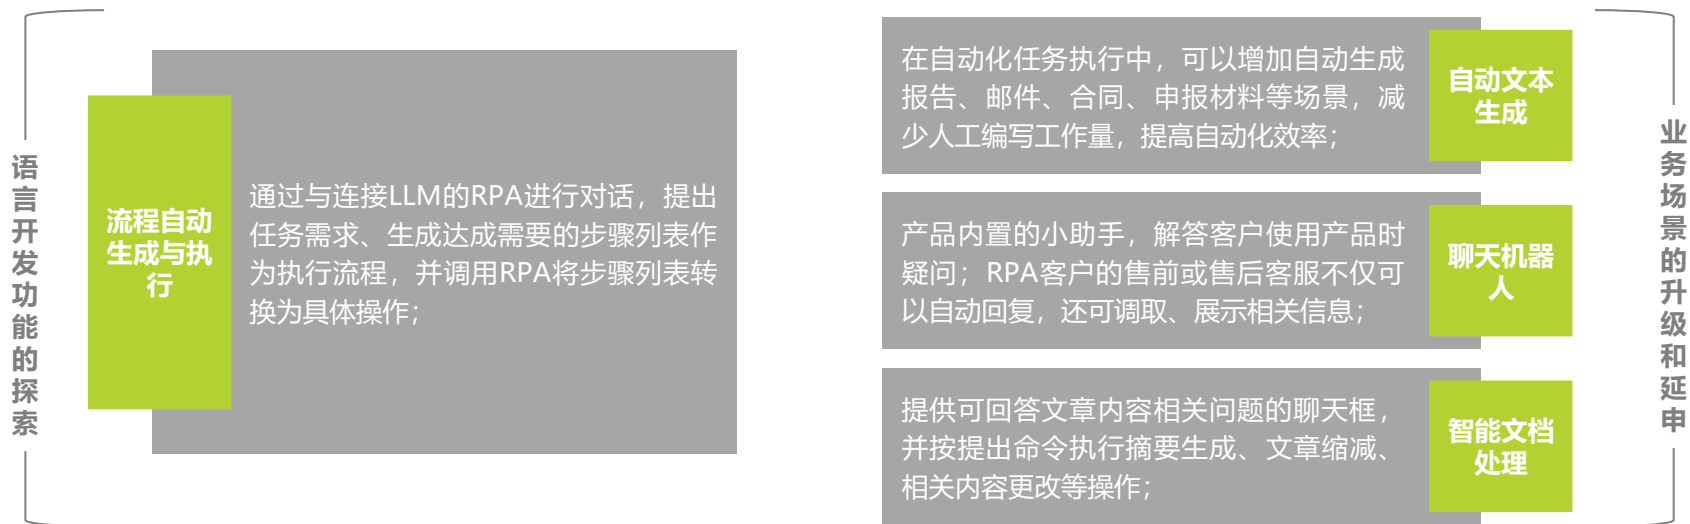 语言开发功能的探索
流程自动
生成与执
行
通过与连接LLM的RPA进行对话，提出
任务需求、生成达成需要的步骤列表作
为执行流程，并调用RPA将步骤列表转
换为具体操作；
在自动化任务执行中，可以增加自动生成
报告、邮件、合同、申报材料等场景，减
少人工编写工作量，提高自动化效率；
自动文本
生成
产品内置的小助手，解答客户使用产品时
疑问；RPA客户的售前或售后客服不仅可
以自动回复，还可调取、展示相关信息；
聊天机器
人
提供可回答文章内容相关问题的聊天框，
并按提出命令执行摘要生成、文章缩减、
相关内容更改等操作；
智能文档
处理
业务场景的升级和延申